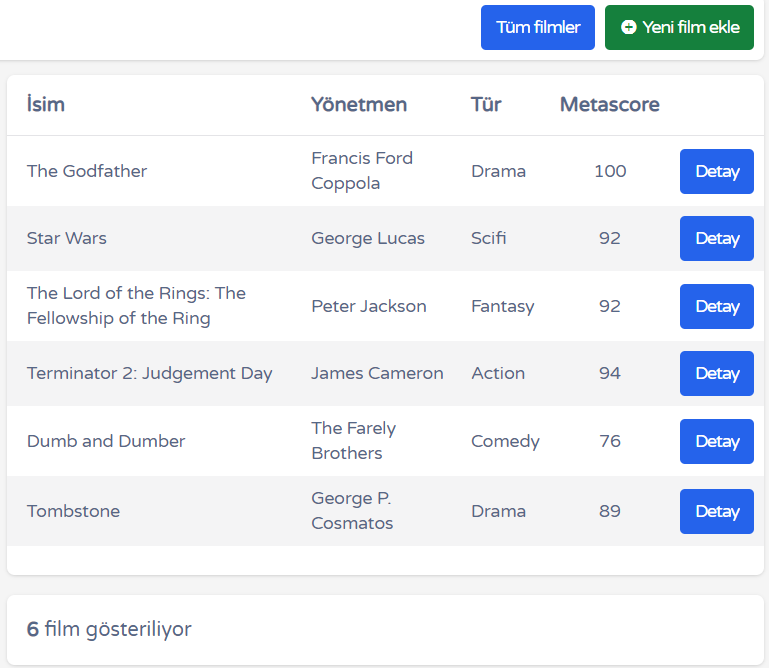 Tüm filmler Yeni film ekle
İsim Yönetmen Tür Metascore
The Godfather Francis Ford Coppola Drama 100 Detay
Star Wars George Lucas Scifi 92 Detay
The Lord of the Rings: The Fellowship of the Ring Peter Jackson Fantasy 92 Detay
Terminator 2: Judgement Day James Cameron Action 94 Detay
Dumb and Dumber The Farely Brothers Comedy 76 Detay
Tombstone George P. Cosmatos Drama 89 Detay
6 film gösteriliyor